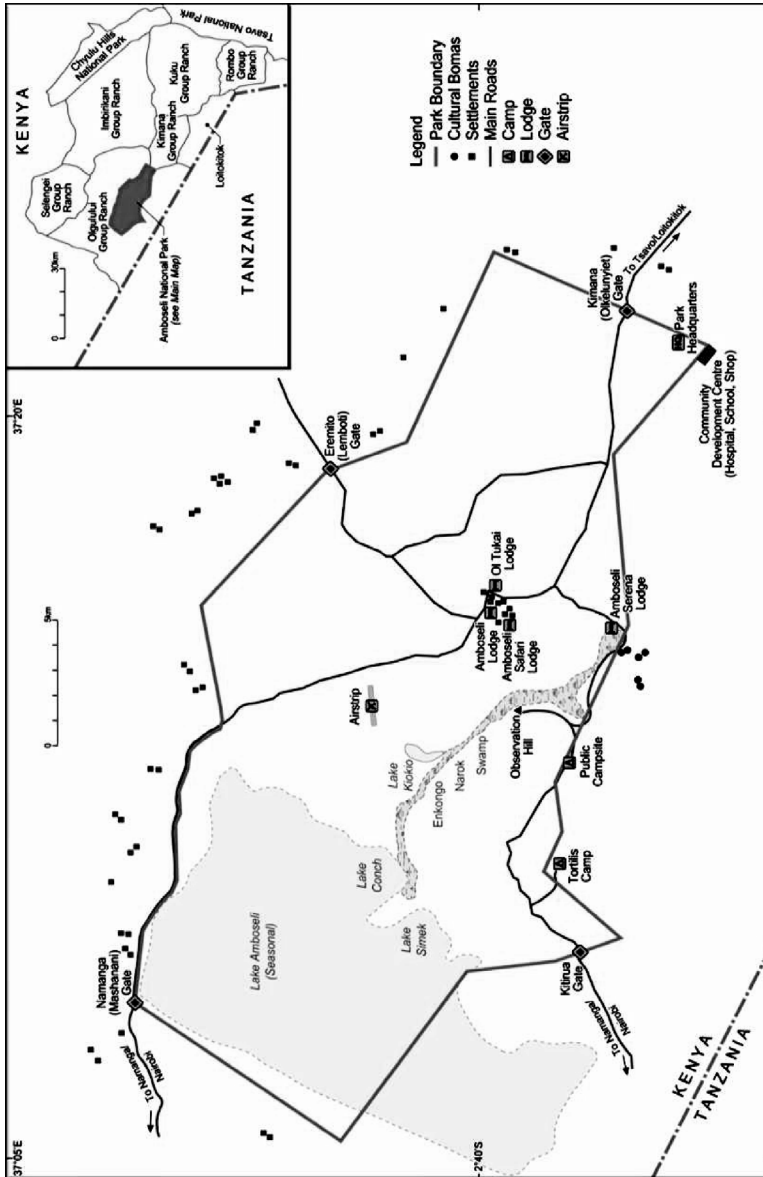 37°05'E
37°20'E
2°40'S
0
5km
Namanga
(Mashanani)
Gate
To Namanga/
Nairobi
Lake Amboseli
(Seasonal)
Lake
Conch
Lake
Simek
Lake
Kiokio
Enkongo
Narok
Swamp
Airstrip
Eremito
(Lemboti)
Gate
Ol Tukai
Lodge
Amboseli
Lodge
Amboseli
Safari
Lodge
Observation
Hill
Amboseli
Serena
Lodge
Public
Campsite
Tortilis
Camp
Kitirua
Gate
To Namanga/
Nairobi
KENYA
TANZANIA
Kimana
(Olkelunyiet)
Gate
To Tsavo/Loitokitok
Park
Headquarters
Community
Development Centre
(Hospital, School, Shop)
Legend
Park Boundary
Cultural Bomas
Settlements
Main Roads
Camp
Lodge
Gate
Airstrip
0
30km
KENYA
Selengei
Group
Ranch
Olgulului
Group Ranch
Imbirikani
Group Ranch
Chyulu Hills
National Park
Tsavo National Park
Kimana
Group Ranch
Kuku
Group
Ranch
Rombo
Group
Ranch
Loitokitok
Amboseli National Park
(see Main Map)
TANZANIA